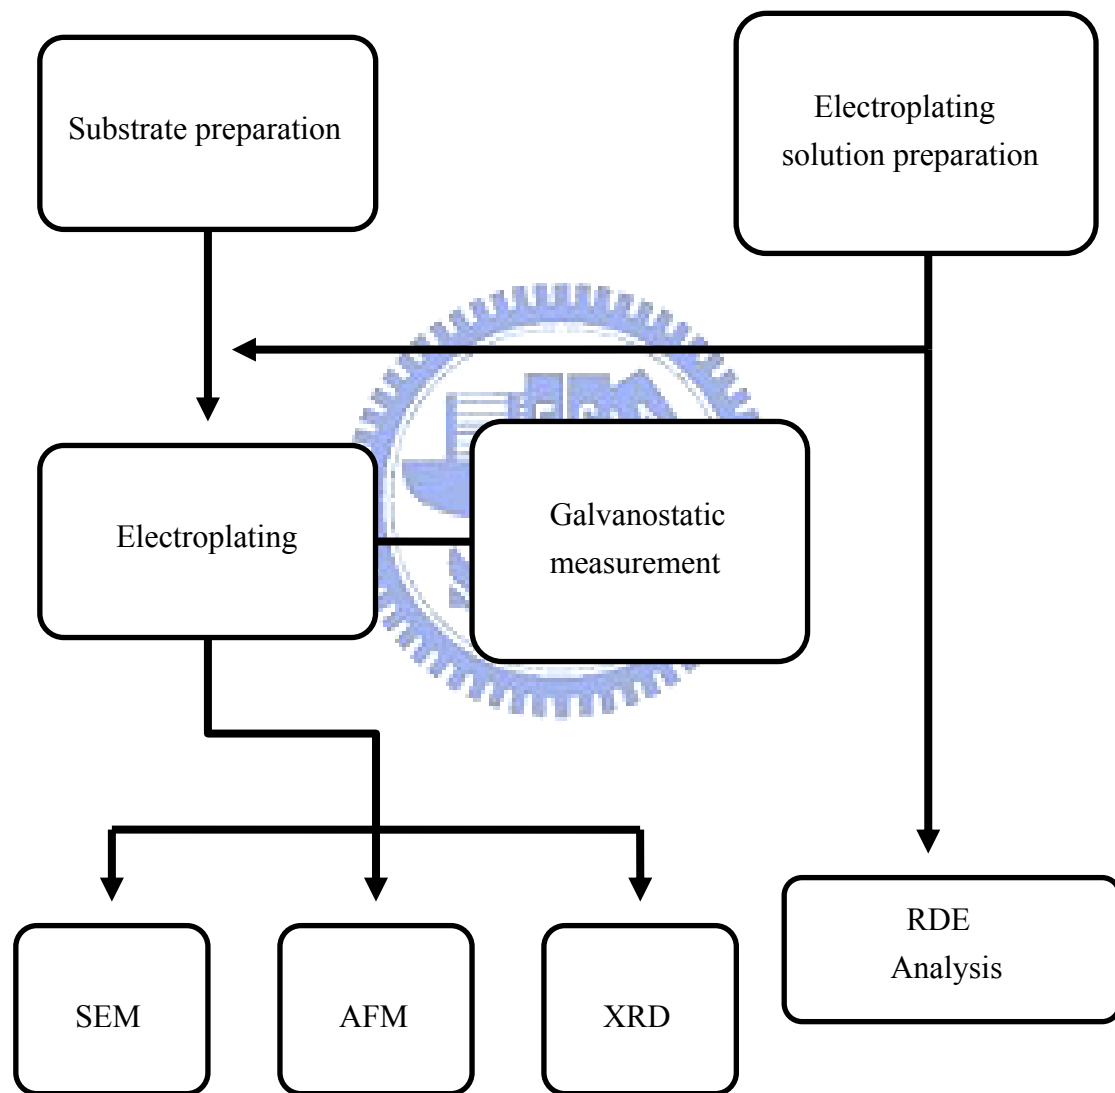 Substrate preparation
Electroplating
solution preparation
Electroplating
Galvanostatic
measurement
SEM
AFM
XRD
RDE
Analysis